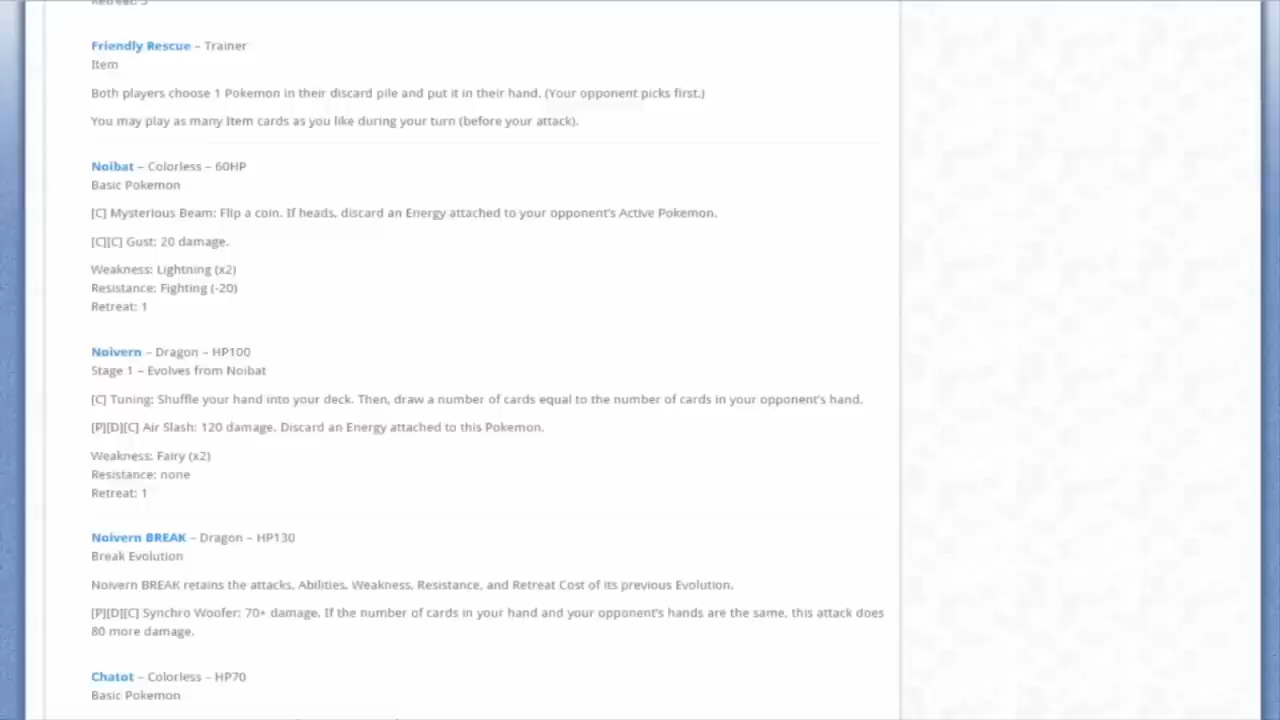 Retreat: 3
Friendly Rescue – Trainer
Item
Both players choose 1 Pokemon in their discard pile and put it in their hand. (Your opponent picks first.)
You may play as many Item cards as you like during your turn (before your attack).
Noibat – Colorless – 60HP
Basic Pokemon
[C] Mysterious Beam: Flip a coin. If heads, discard an Energy attached to your opponent's Active Pokemon.
[C][C] Gust: 20 damage.
Weakness: Lightning (x2)
Resistance: Fighting (-20)
Retreat: 1
Noivern – Dragon – HP100
Stage 1 – Evolves from Noibat
[C] Tuning: Shuffle your hand into your deck. Then, draw a number of cards equal to the number of cards in your opponent's hand.
[P][D][C] Air Slash: 120 damage. Discard an Energy attached to this Pokemon.
Weakness: Fairy (x2)
Resistance: none
Retreat: 1
Noivern BREAK – Dragon – HP130
Break Evolution
Noivern BREAK retains the attacks, Abilities, Weakness, Resistance, and Retreat Cost of its previous Evolution.
[P][D][C] Synchro Woofer: 70+ damage. If the number of cards in your hand and your opponent's hands are the same, this attack does
80 more damage.
Chatot – Colorless – HP70
Basic Pokemon